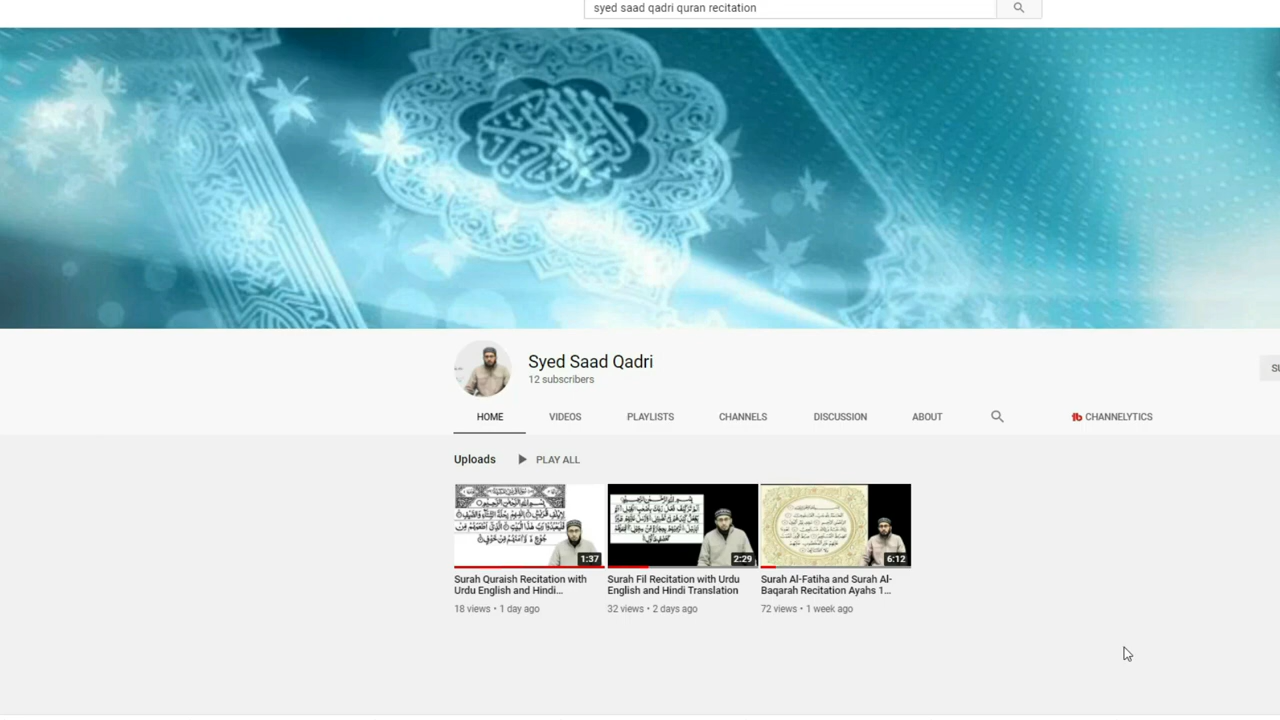 syed saad qadri quran recitation
Syed Saad Qadri
12 subscribers
HOME VIDEOS PLAYLISTS CHANNELS DISCUSSION ABOUT CHANNELYTICS
Uploads PLAY ALL
1:37 2:29 6:12
Surah Quraish Recitation with
Urdu English and Hindi...
18 views • 1 day ago
Surah Fil Recitation with Urdu
English and Hindi Translation
32 views • 2 days ago
Surah Al-Fatiha and Surah Al-
Baqarah Recitation Ayahs 1...
72 views • 1 week ago